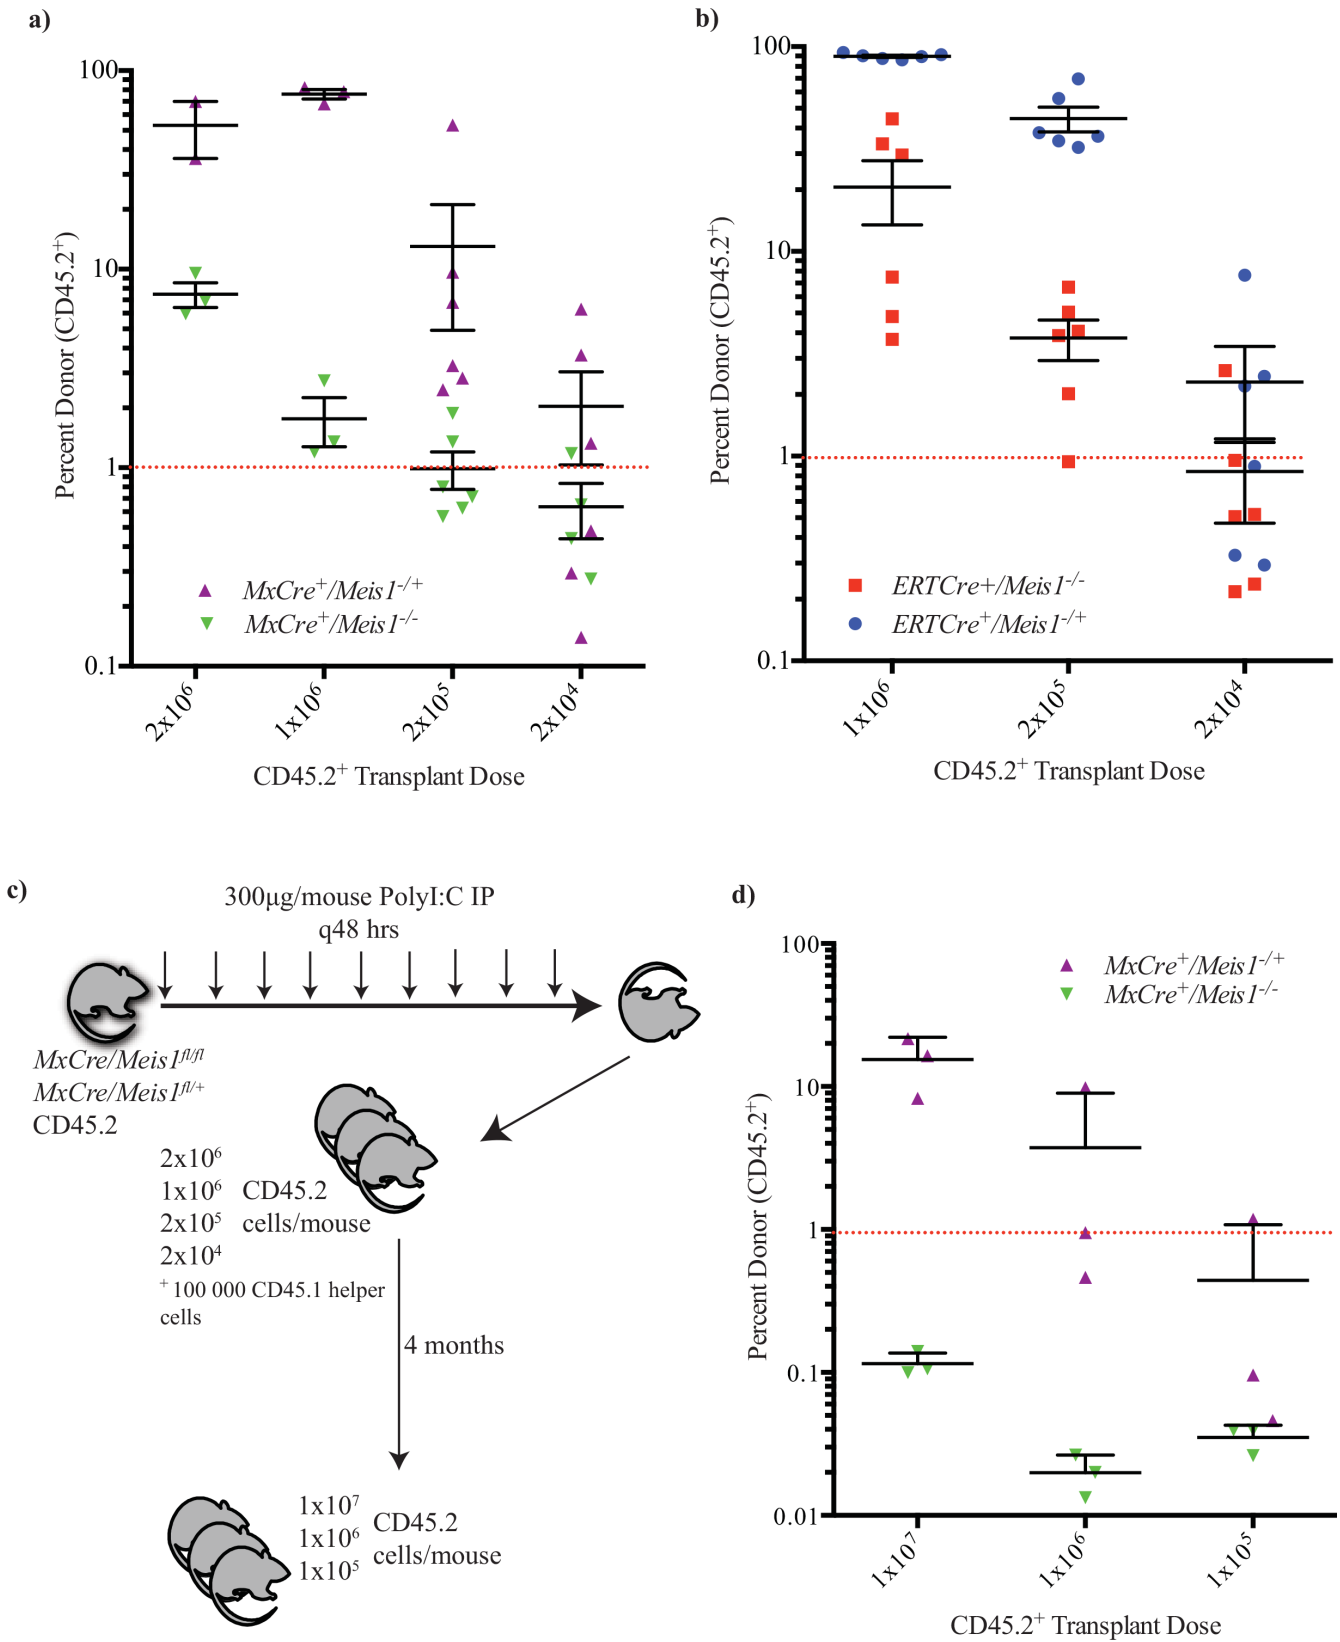 a)
100
10
1
0.1
Percent Donor (CD45.2⁺)
MxCre⁺/Meis1⁻/⁺
MxCre⁺/Meis1⁻/⁻
2x10⁶
1x10⁶
2x10⁵
2x10⁴
CD45.2⁺ Transplant Dose
b)
100
10
1
0.1
Percent Donor (CD45.2⁺)
ERTCre+/Meis1⁻/⁻
ERTCre⁺/Meis1⁻/⁺
1x10⁶
2x10⁵
2x10⁴
CD45.2⁺ Transplant Dose
c)
300µg/mouse PolyI:C IP
q48 hrs
MxCre/Meis1ᶠˡ/ᶠˡ
MxCre/Meis1ᶠˡ/⁺
CD45.2
2x10⁶
1x10⁶
2x10⁵
2x10⁴
CD45.2
cells/mouse
⁺ 100 000 CD45.1 helper
cells
4 months
1x10⁷
1x10⁶
1x10⁵
CD45.2
cells/mouse
d)
100
10
1
0.1
0.01
Percent Donor (CD45.2⁺)
MxCre⁺/Meis1⁻/⁺
MxCre⁺/Meis1⁻/⁻
1x10⁷
1x10⁶
1x10⁵
CD45.2⁺ Transplant Dose